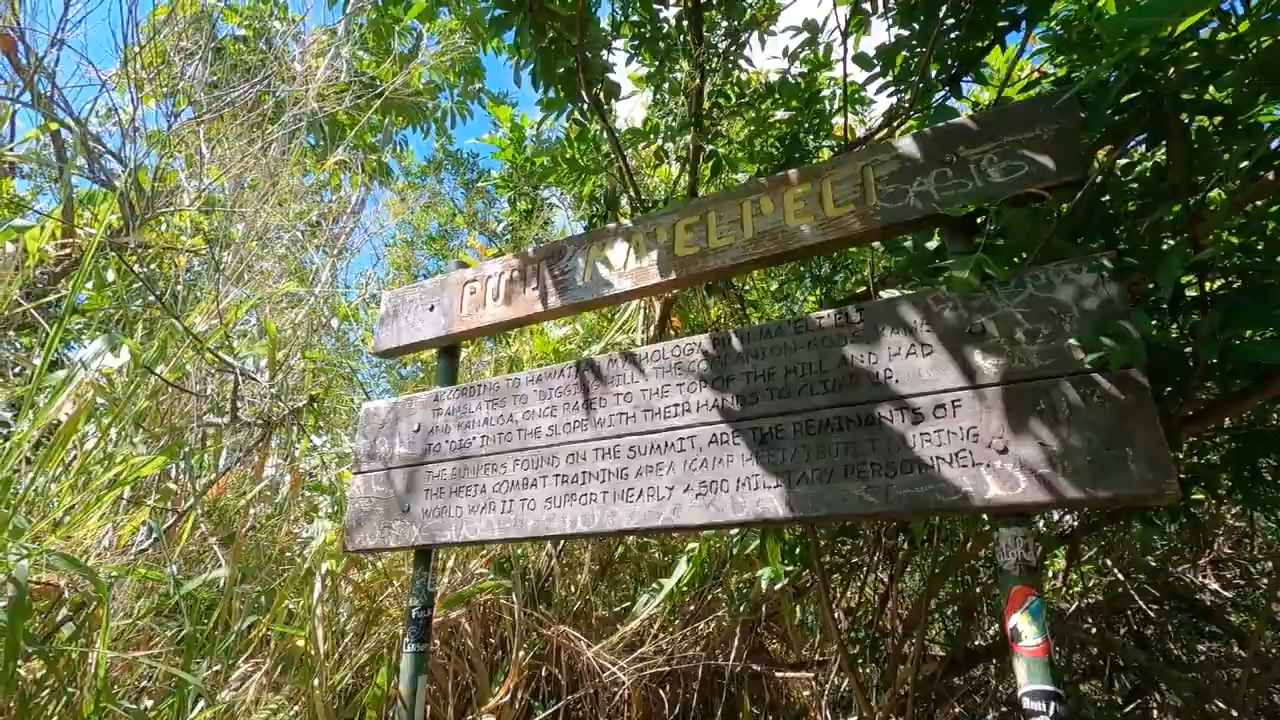 PU'U MA'ELI'ELI
ACCORDING TO HAWAIIAN MYTHOLOGY, PU'U MA'ELI'ELI
TRANSLATES TO "DIGGING HILL". THE COMPANION-GODS, KANE
AND KANALOA, ONCE RACED TO THE TOP OF THE HILL AND HAD
TO "DIG" INTO THE SLOPE WITH THEIR HANDS TO CLIMB UP.
THE BUNKERS FOUND ON THE SUMMIT, ARE THE REMINANTS OF
THE HEEIA COMBAT TRAINING AREA (CAMP HEEIA) BUILT DURING
WORLD WAR II TO SUPPORT NEARLY 4,500 MILITARY PERSONNEL.